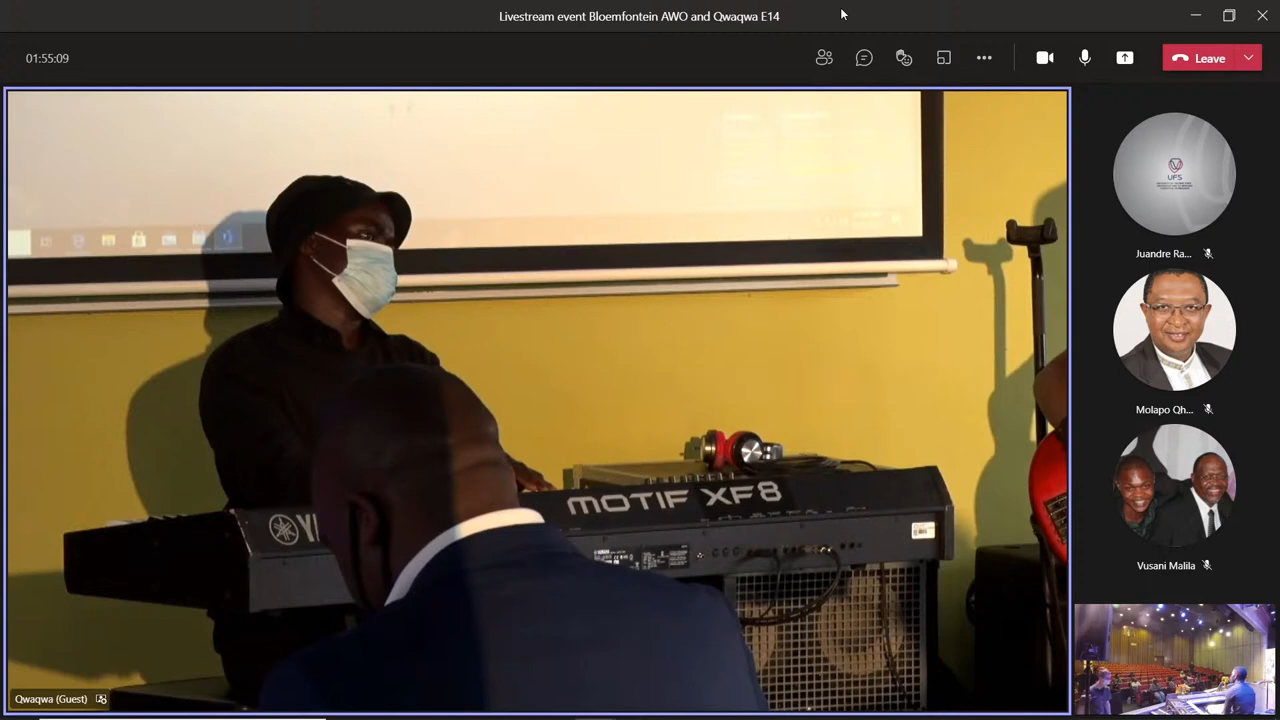 Livestream event Bloemfontein AWO and Qwaqwa E14
01:55:09
Leave
UFS
Juandre Ra...
Molapo Qh...
MOTIF XF8
Vusani Malila
Qwaqwa (Guest)